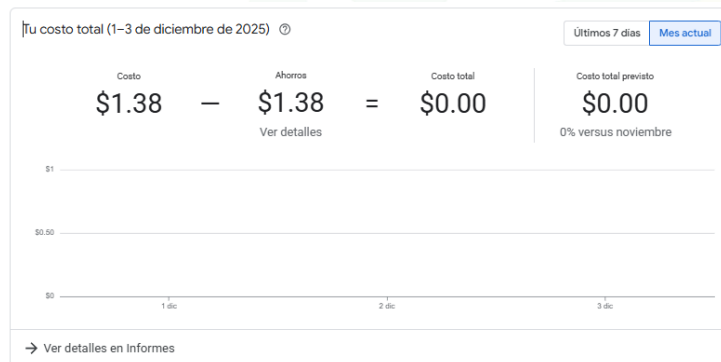 Tu costo total (1–3 de diciembre de 2025)
Últimos 7 días
Mes actual
Costo
Ahorros
Costo total
Costo total previsto
$1.38 — $1.38 = $0.00
$0.00
Ver detalles
0% versus noviembre
$1
$0.50
$0
1 dic
2 dic
3 dic
Ver detalles en Informes